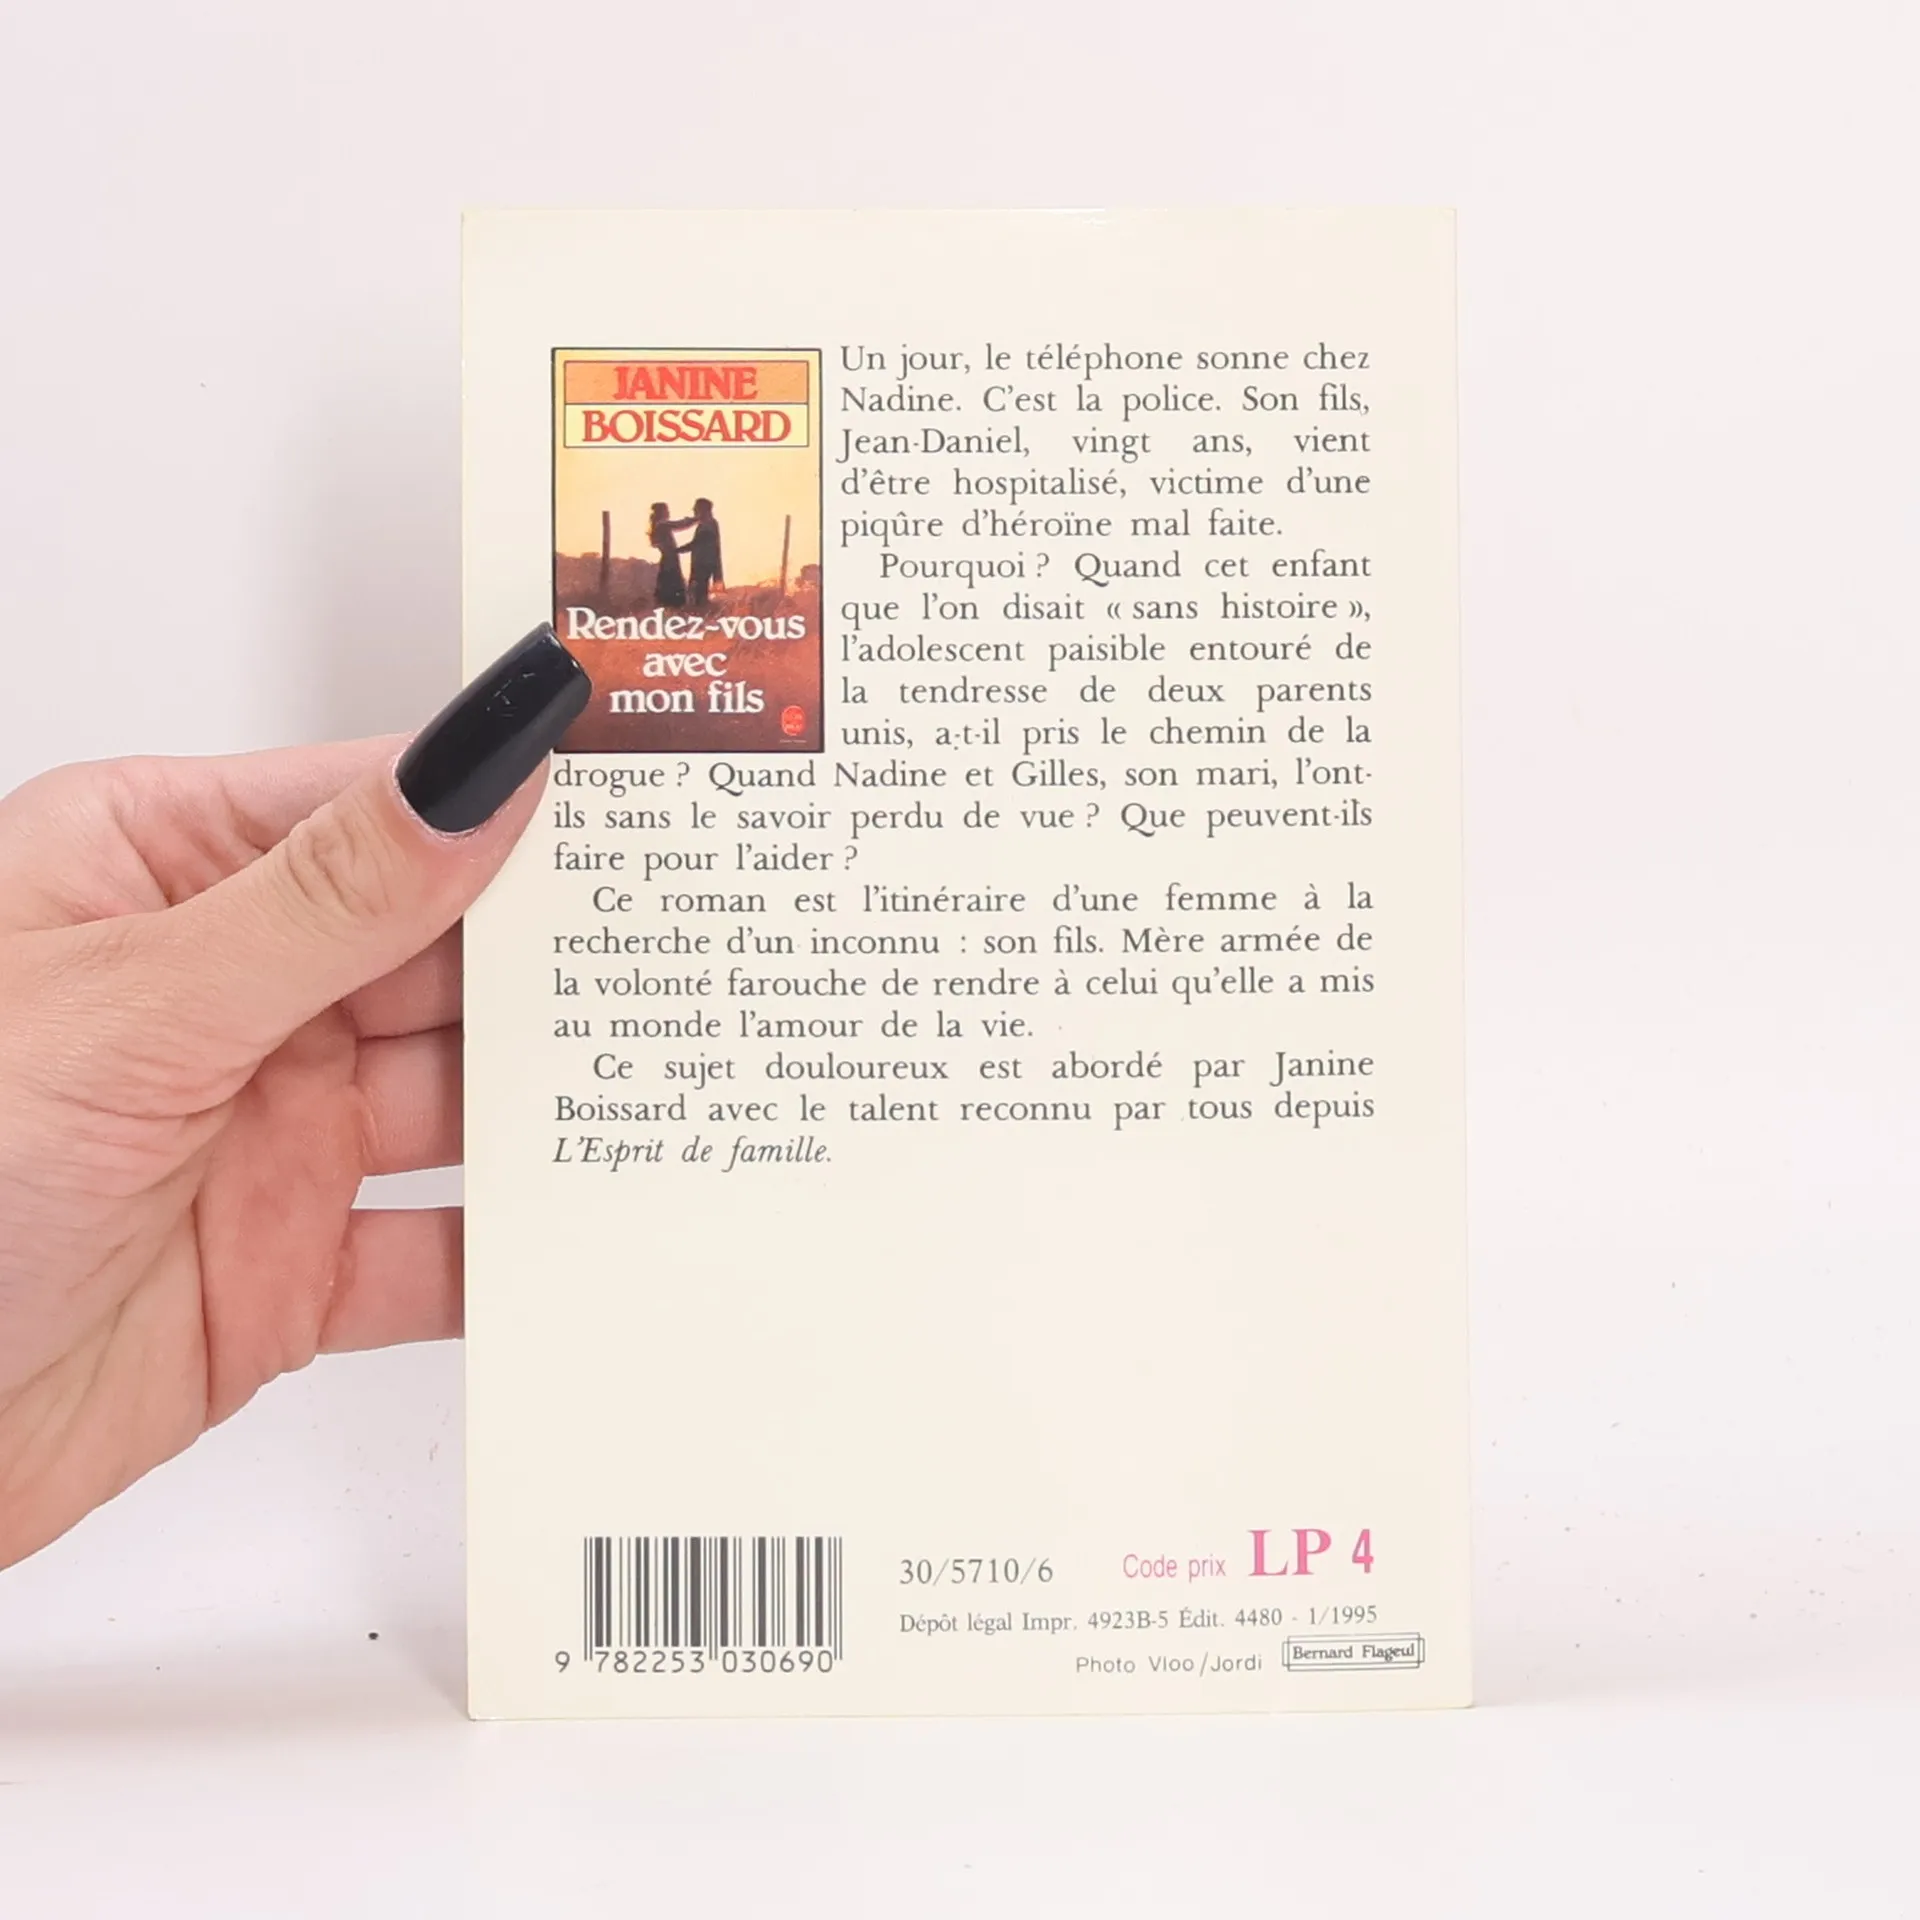 JANINE
BOISSARD
Rendez-vous
avec
mon fils
Un jour, le téléphone sonne chez
Nadine. C'est la police. Son fils,
Jean-Daniel, vingt ans, vient
d'être hospitalisé, victime d'une
piqûre d'héroïne mal faite.
Pourquoi ? Quand cet enfant
que l'on disait « sans histoire »,
l'adolescent paisible entouré de
la tendresse de deux parents
unis, a-t-il pris le chemin de la
drogue ? Quand Nadine et Gilles, son mari, l'ont-
ils sans le savoir perdu de vue ? Que peuvent-ils
faire pour l'aider ?
Ce roman est l'itinéraire d'une femme à la
recherche d'un inconnu : son fils. Mère armée de
la volonté farouche de rendre à celui qu'elle a mis
au monde l'amour de la vie.
Ce sujet douloureux est abordé par Janine
Boissard avec le talent reconnu par tous depuis
L'Esprit de famille.
9 782253 030690
30/5710/6
Code prix LP 4
Dépôt légal Impr. 4923B-5 Édit. 4480 - 1/1995
Photo Vloo/Jordi
Bernard Flageul